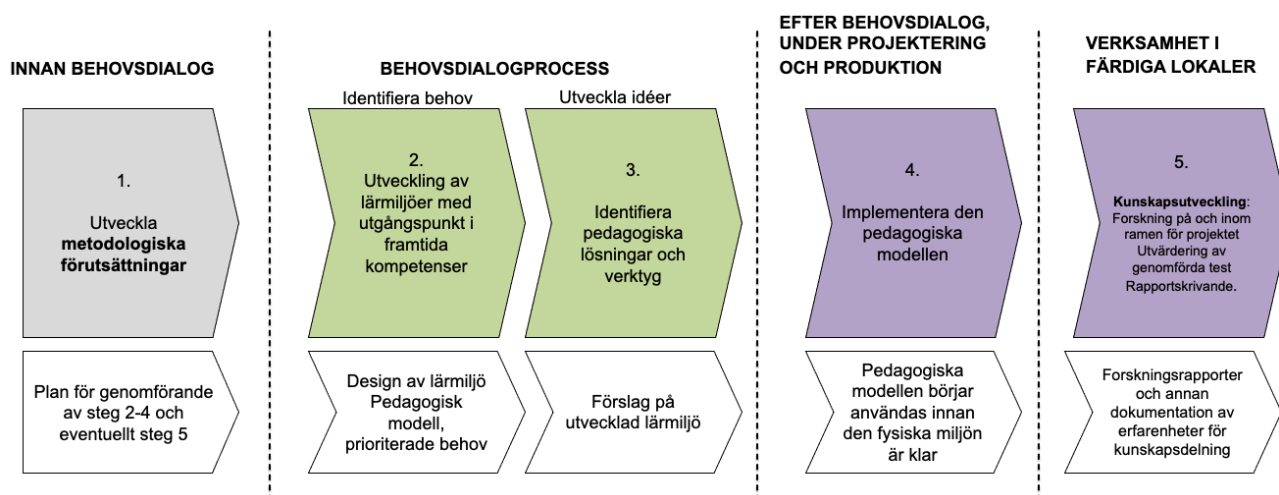 INNAN BEHOVSDIALOG
BEHOVSDIALOGPROCESS
EFTER BEHOVSDIALOG,
UNDER PROJEKTERING
OCH PRODUKTION
VERKSAMHET I
FÄRDIGA LOKALER
Identifiera behov
Utveckla idéer
1.
Utveckla
metodologiska
förutsättningar
2.
Utveckling av
lärmiljöer med
utgångspunkt i
framtida
kompetenser
3.
Identifiera
pedagogiska
lösningar och
verktyg
4.
Implementera den
pedagogiska
modellen
5.
Kunskapsutveckling:
Forskning på och inom
ramen för projektet
Utvärdering av
genomförda test
Rapportskrivande.
Plan för genomförande
av steg 2-4 och
eventuellt steg 5
Design av lärmiljö
Pedagogisk
modell,
prioriterade behov
Förslag på
utvecklad lärmiljö
Pedagogiska
modellen börjar
användas innan
den fysiska miljön
är klar
Forskningsrapporter
och annan
dokumentation av
erfarenheter för
kunskapsdelning